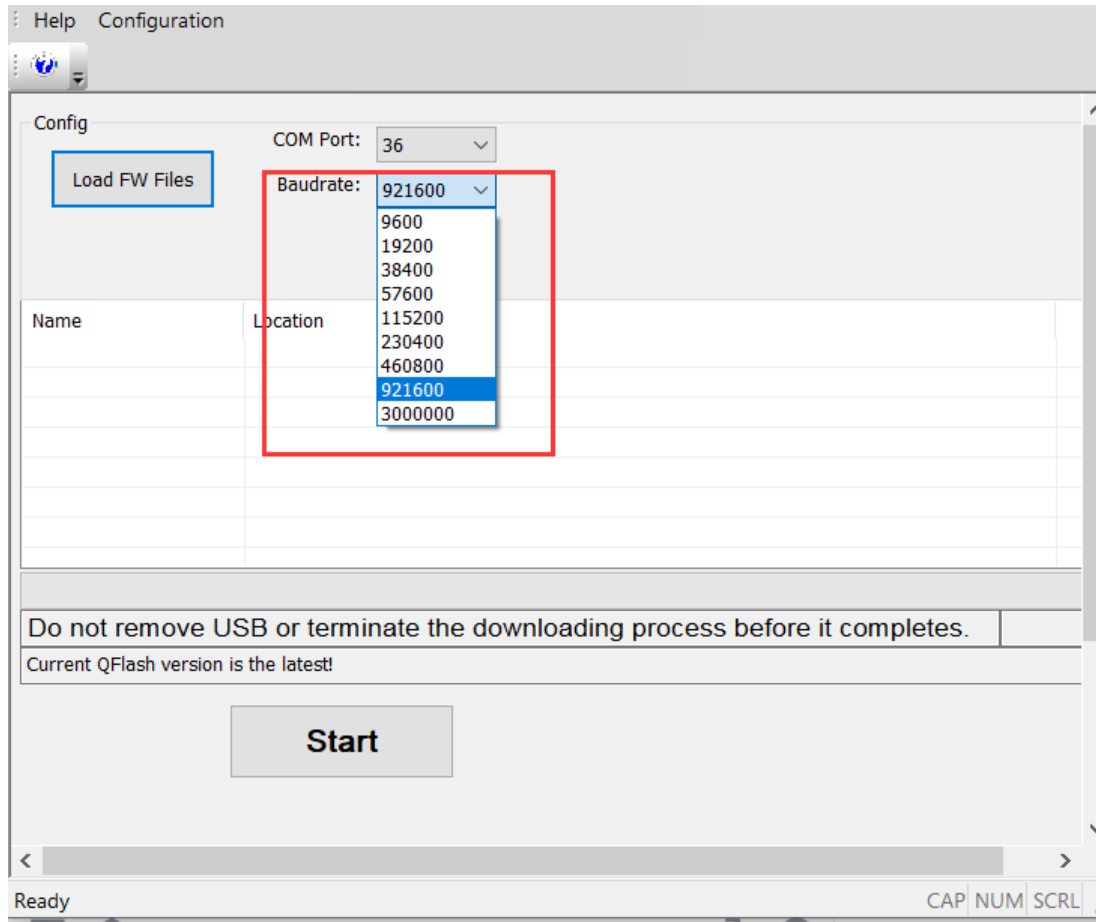 Help Configuration
Config
COM Port: 36
Load FW Files
Baudrate: 921600
9600
19200
38400
57600
115200
230400
460800
921600
3000000
Name Location
Do not remove USB or terminate the downloading process before it completes.
Current QFlash version is the latest!
Start
Ready CAP NUM SCRL